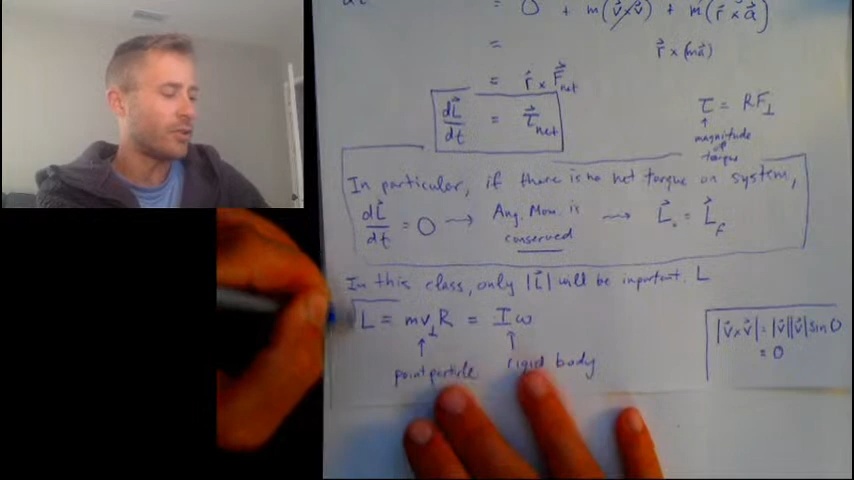 = 0 + m(v⃗×v⃗) + m(r⃗×a⃗)
= r⃗×(ma⃗)
= r⃗×F⃗net
dL⃗/dt = τ⃗net
τ = RF⊥
↑
magnitude
of
torque
In particular, if there is no net torque on system,
dL⃗/dt = 0 → Ang. Mom. is conserved ⇝ L⃗₀ = L⃗f
In this class, only |L⃗| will be important. L
L = mv⊥R = Iω
↑ ↑
point particle rigid body
|v⃗×v⃗| = |v⃗||v⃗|sin0
= 0